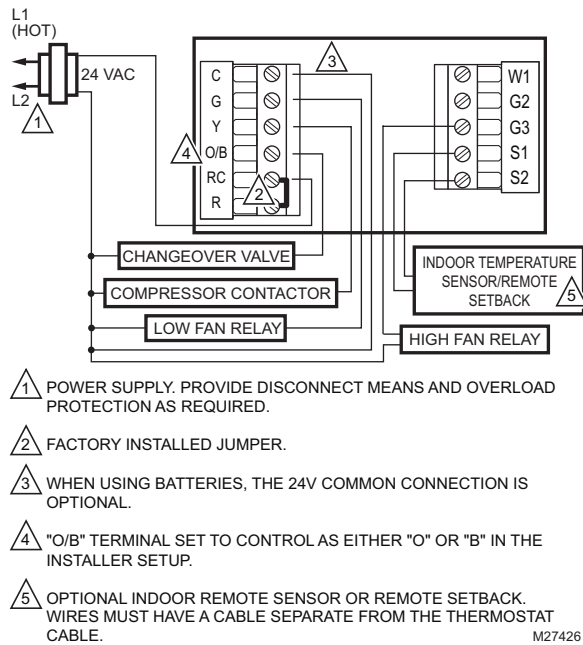 L1
(HOT)
24 VAC
L2
1
C
G
Y
O/B
RC
R
3
4
2
W1
G2
G3
S1
S2
CHANGEOVER VALVE
COMPRESSOR CONTACTOR
LOW FAN RELAY
INDOOR TEMPERATURE
SENSOR/REMOTE
SETBACK
5
HIGH FAN RELAY
1 POWER SUPPLY. PROVIDE DISCONNECT MEANS AND OVERLOAD
PROTECTION AS REQUIRED.
2 FACTORY INSTALLED JUMPER.
3 WHEN USING BATTERIES, THE 24V COMMON CONNECTION IS
OPTIONAL.
4 "O/B" TERMINAL SET TO CONTROL AS EITHER "O" OR "B" IN THE
INSTALLER SETUP.
5 OPTIONAL INDOOR REMOTE SENSOR OR REMOTE SETBACK.
WIRES MUST HAVE A CABLE SEPARATE FROM THE THERMOSTAT
CABLE.
M27426